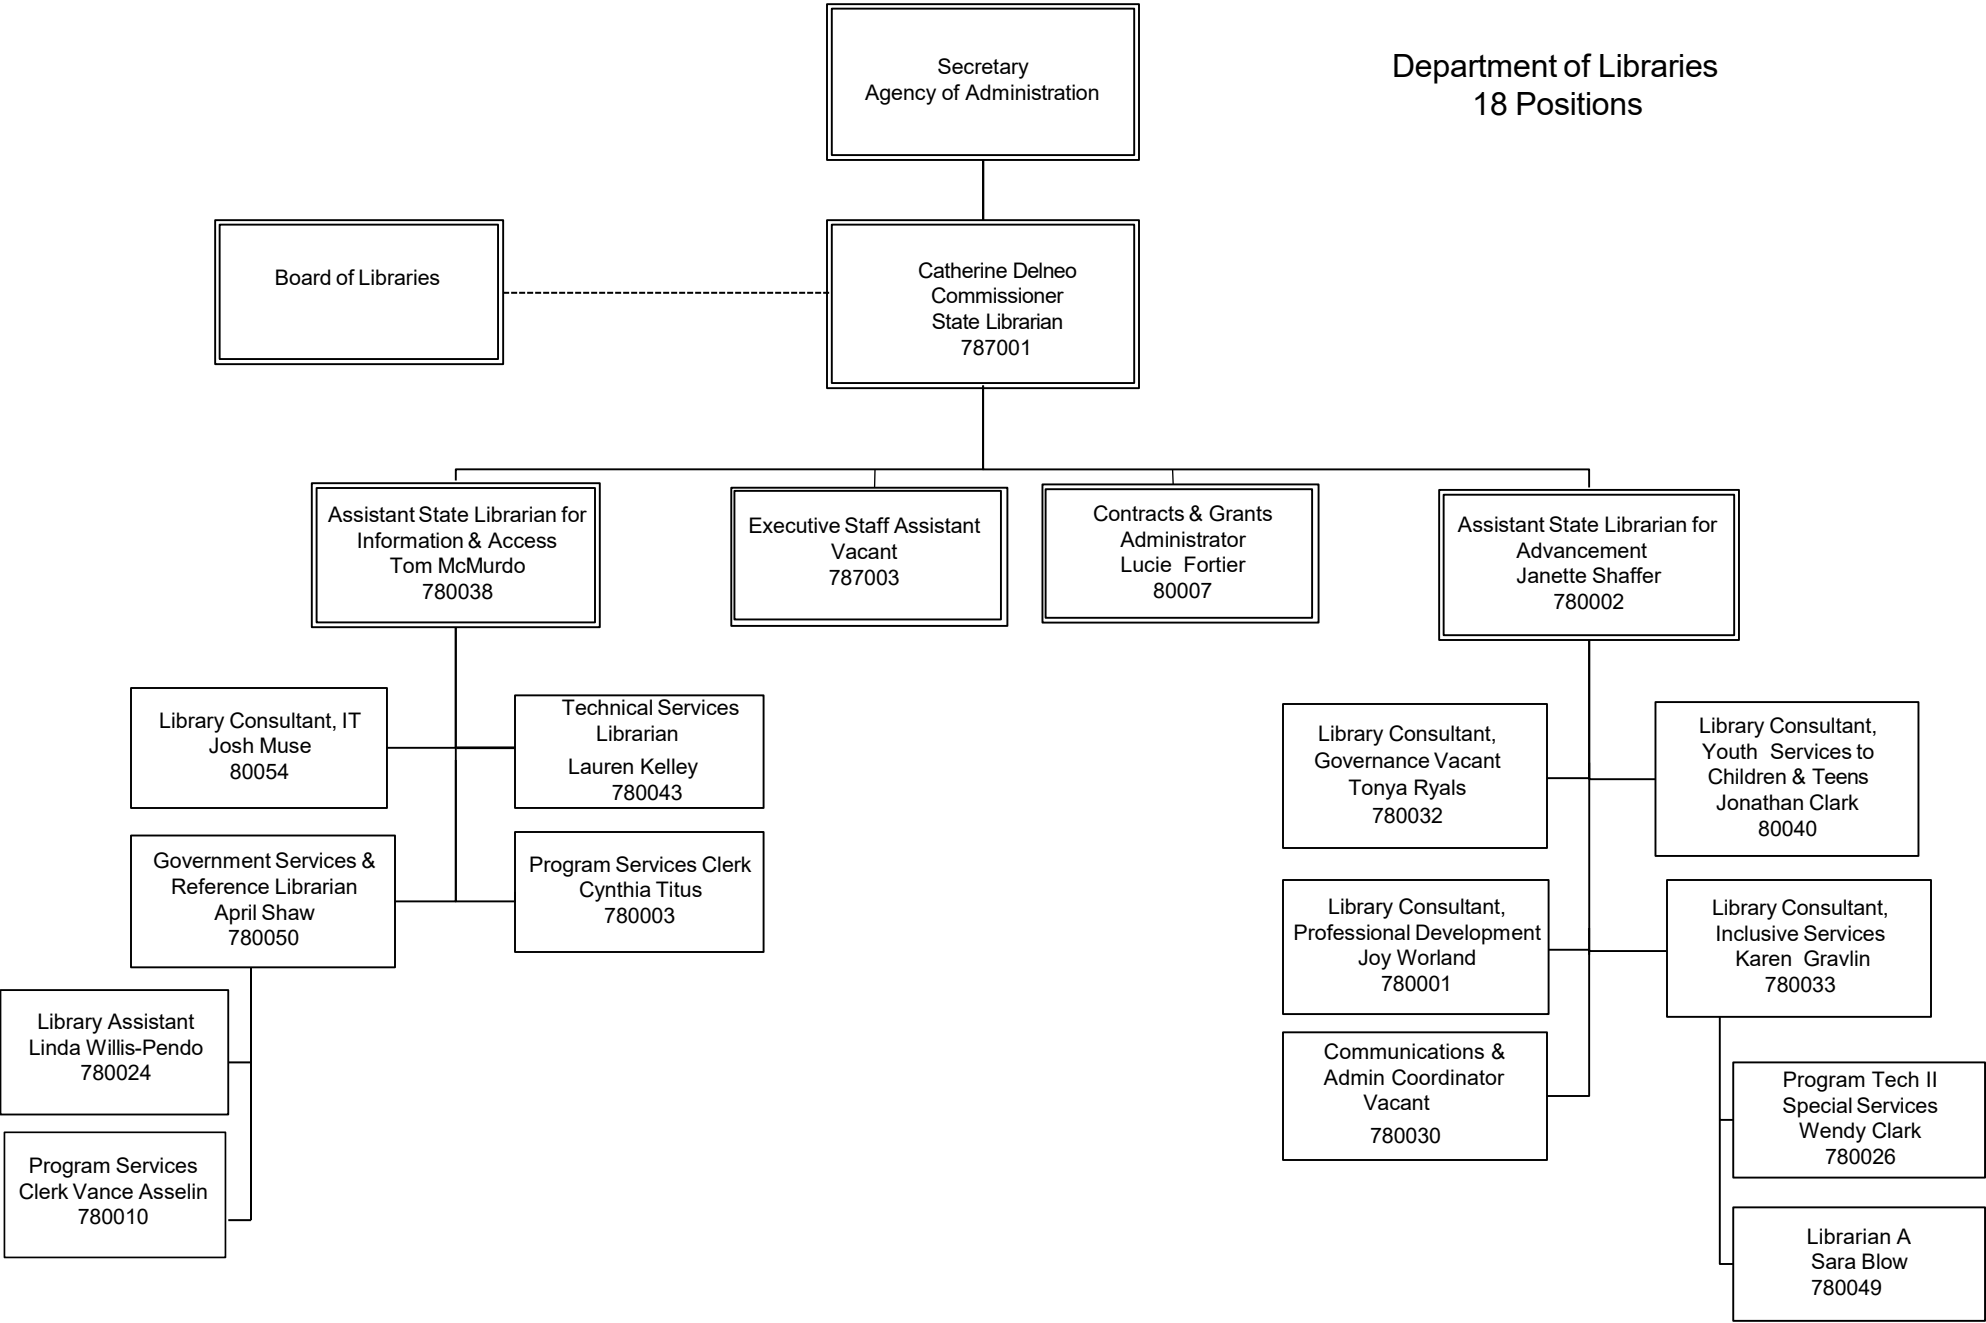 Secretary
Agency of Administration
Department of Libraries
18 Positions
Board of Libraries
Catherine Delneo
Commissioner
State Librarian
787001
Assistant State Librarian for
Information & Access
Tom McMurdo
780038
Executive Staff Assistant
Vacant
787003
Contracts & Grants
Administrator
Lucie Fortier
80007
Assistant State Librarian for
Advancement
Janette Shaffer
780002
Library Consultant, IT
Josh Muse
80054
Technical Services
Librarian
Lauren Kelley
780043
Government Services &
Reference Librarian
April Shaw
780050
Program Services Clerk
Cynthia Titus
780003
Library Assistant
Linda Willis-Pendo
780024
Program Services
Clerk Vance Asselin
780010
Library Consultant,
Governance Vacant
Tonya Ryals
780032
Library Consultant,
Youth Services to
Children & Teens
Jonathan Clark
80040
Library Consultant,
Professional Development
Joy Worland
780001
Library Consultant,
Inclusive Services
Karen Gravlin
780033
Communications &
Admin Coordinator
Vacant
780030
Program Tech II
Special Services
Wendy Clark
780026
Librarian A
Sara Blow
780049